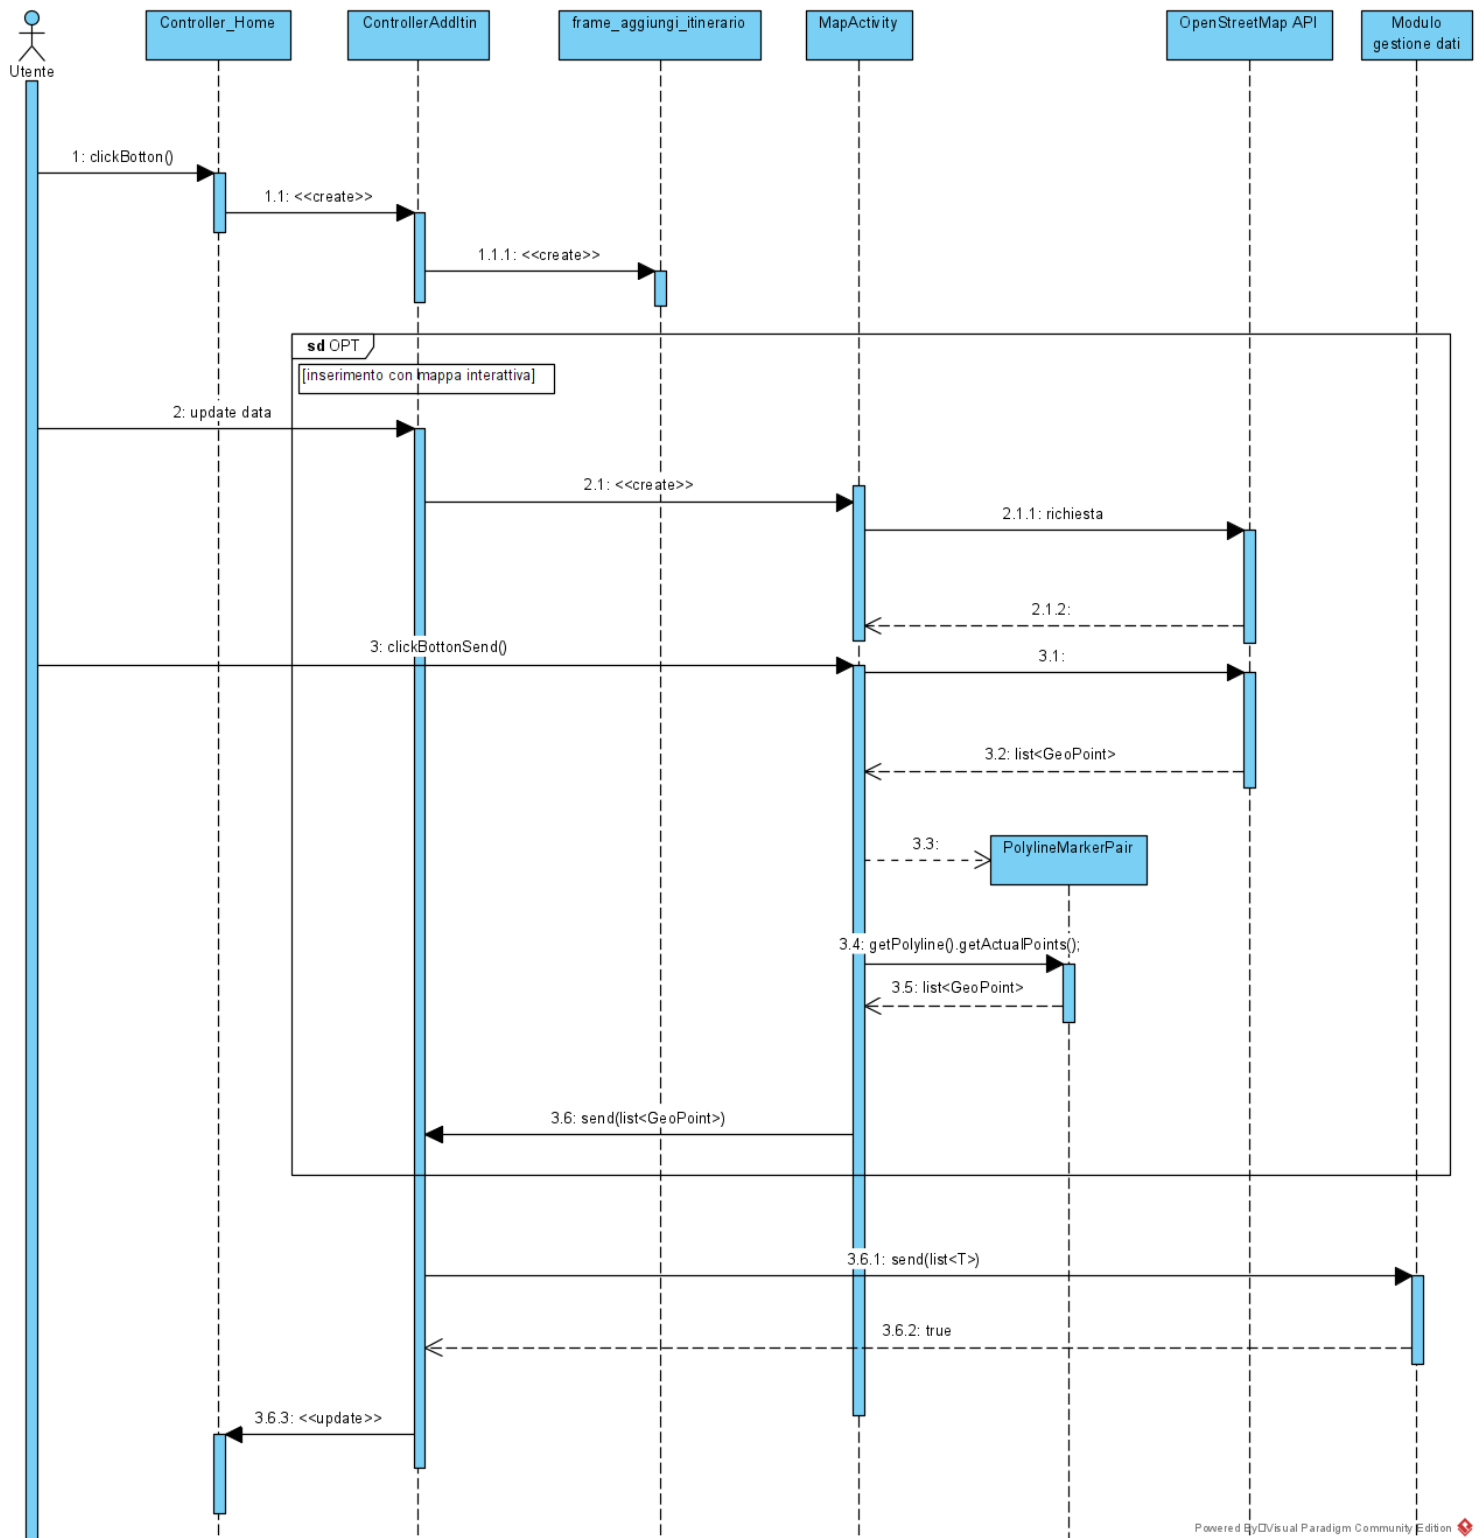 Utente
Controller_Home
ControllerAddItin
frame_aggiungi_itinerario
MapActivity
OpenStreetMap API
Modulo
gestione dati
1: clickBotton()
1.1: <<create>>
1.1.1: <<create>>
sd OPT
[inserimento con mappa interattiva]
2: update data
2.1: <<create>>
2.1.1: richiesta
2.1.2:
3: clickBottonSend()
3.1:
3.2: list<GeoPoint>
3.3:
PolylineMarkerPair
3.4: getPolyline().getActualPoints();
3.5: list<GeoPoint>
3.6: send(list<GeoPoint>)
3.6.1: send(list<T>)
3.6.2: true
3.6.3: <<update>>
Powered By Visual Paradigm Community Edition